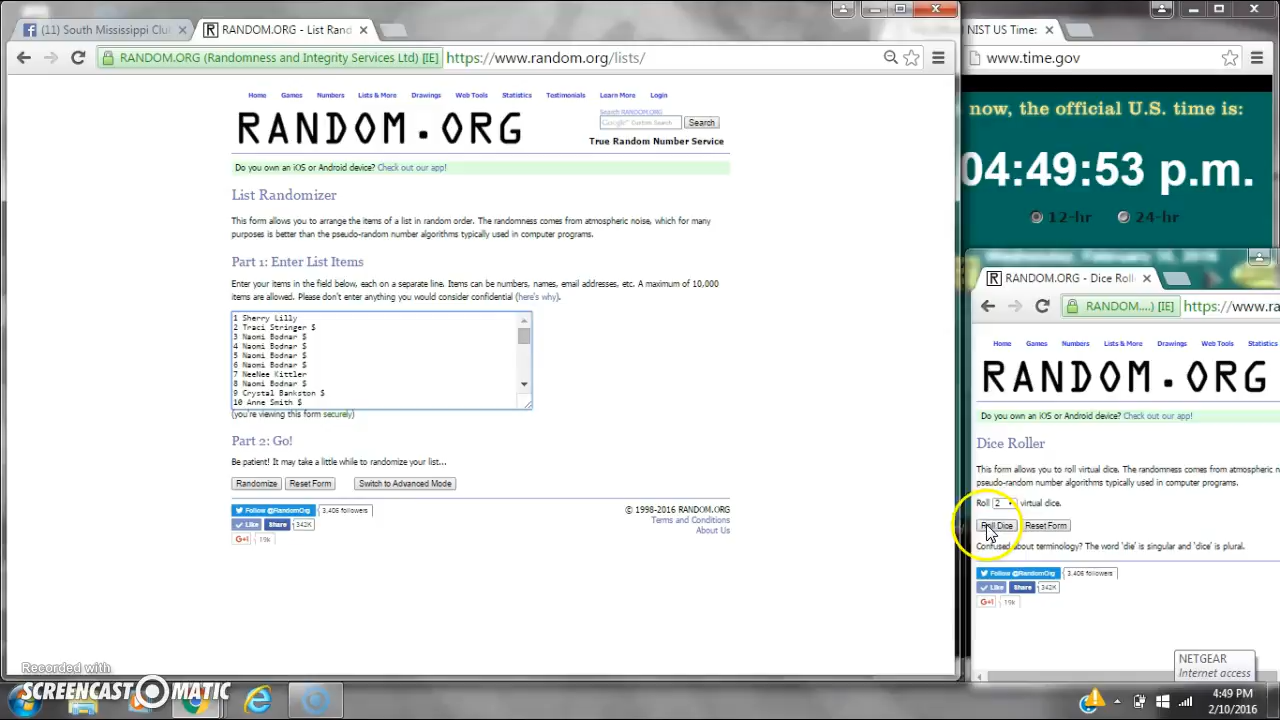 (11) South Mississippi Clu
RANDOM.ORG - List Rand
RANDOM.ORG (Randomness and Integrity Services Ltd) [IE]
https://www.random.org/lists/
Home Games Numbers Lists & More Drawings Web Tools Statistics Testimonials Learn More Login
Search RANDOM.ORG
Google™ Custom Search
Search
RANDOM.ORG
True Random Number Service
Do you own an iOS or Android device? Check out our app!
List Randomizer
This form allows you to arrange the items of a list in random order. The randomness comes from atmospheric noise, which for many
purposes is better than the pseudo-random number algorithms typically used in computer programs.
Part 1: Enter List Items
Enter your items in the field below, each on a separate line. Items can be numbers, names, email addresses, etc. A maximum of 10,000
items are allowed. Please don't enter anything you would consider confidential (here's why).
1 Sherry Lilly
2 Traci Stringer $
3 Naomi Bodnar $
4 Naomi Bodnar $
5 Naomi Bodnar $
6 Naomi Bodnar $
7 NeeNee Kittler
8 Naomi Bodnar $
9 Crystal Bankston $
10 Anne Smith $
(you're viewing this form securely)
Part 2: Go!
Be patient! It may take a little while to randomize your list...
Randomize Reset Form Switch to Advanced Mode
Follow @RandomOrg 3,406 followers
Like Share 342K
G+1 19k
© 1998-2016 RANDOM.ORG
Terms and Conditions
About Us
NIST US Time:
www.time.gov
now, the official U.S. time is:
04:49:53 p.m.
12-hr 24-hr
RANDOM.ORG - Dice Rolle
RANDOM....) [IE]
https://www.ra
Home Games Numbers Lists & More Drawings Web Tools Statistics
RANDOM.ORG
Do you own an iOS or Android device? Check out our app!
Dice Roller
This form allows you to roll virtual dice. The randomness comes from atmospheric n
pseudo-random number algorithms typically used in computer programs.
Roll 2 virtual dice.
Roll Dice Reset Form
Confused about terminology? The word 'die' is singular and 'dice' is plural.
Follow @RandomOrg 3,406 followers
Like Share 342K
G+1 19k
NETGEAR
Internet access
Recorded with
SCREENCAST MATIC
4:49 PM
2/10/2016